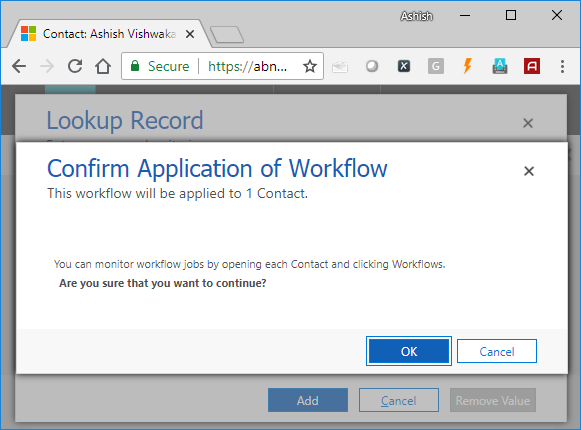 Ashish
Contact: Ashish Vishwaka
Secure https://abn...
Lookup Record
Confirm Application of Workflow
This workflow will be applied to 1 Contact.
You can monitor workflow jobs by opening each Contact and clicking Workflows.
Are you sure that you want to continue?
OK Cancel
Add Cancel Remove Value